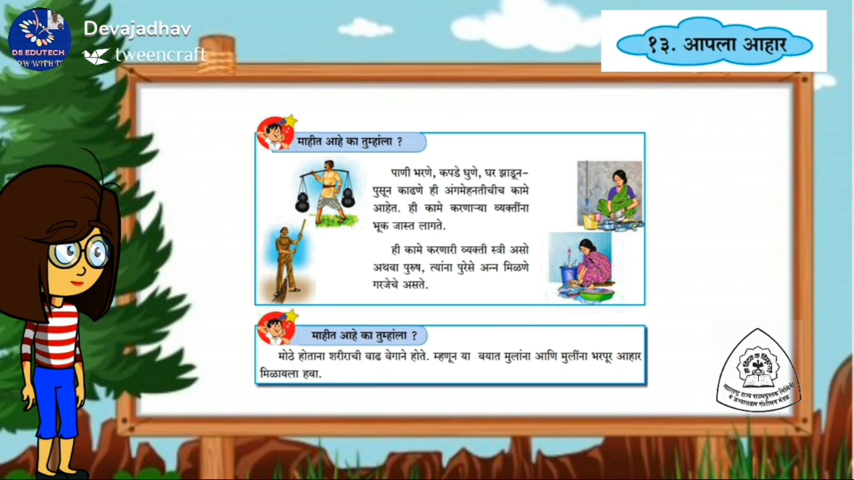 DS EDUTECH
Devajadhav
tweencraft
१३. आपला आहार
माहीत आहे का तुम्हांला ?
पाणी भरणे, कपडे धुणे, घर झाडून-
पुसून काढणे ही अंगमेहनतीचीच कामे
आहेत. ही कामे करणाऱ्या व्यक्तींना
भूक जास्त लागते.
ही कामे करणारी व्यक्ती स्त्री असो
अथवा पुरुष, त्यांना पुरेसे अन्न मिळणे
गरजेचे असते.
माहीत आहे का तुम्हांला ?
मोठे होताना शरीराची वाढ वेगाने होते. म्हणून या वयात मुलांना आणि मुलींना भरपूर आहार
मिळायला हवा.